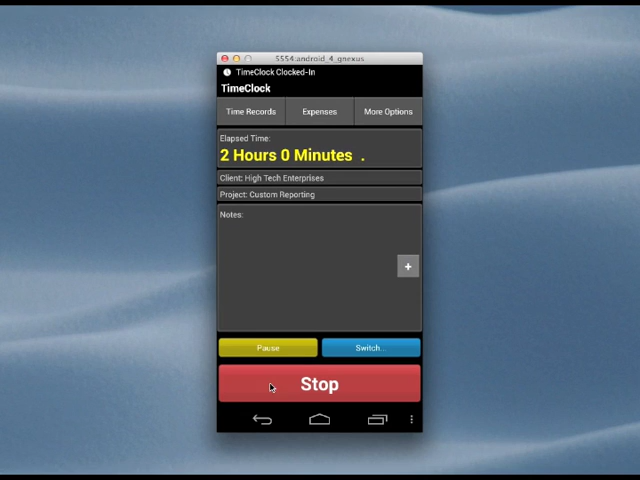 5554:android_4_gnexus
TimeClock Clocked-In
TimeClock
Time Records Expenses More Options
Elapsed Time:
2 Hours 0 Minutes .
Client: High Tech Enterprises
Project: Custom Reporting
Notes:
+
Pause Switch...
Stop